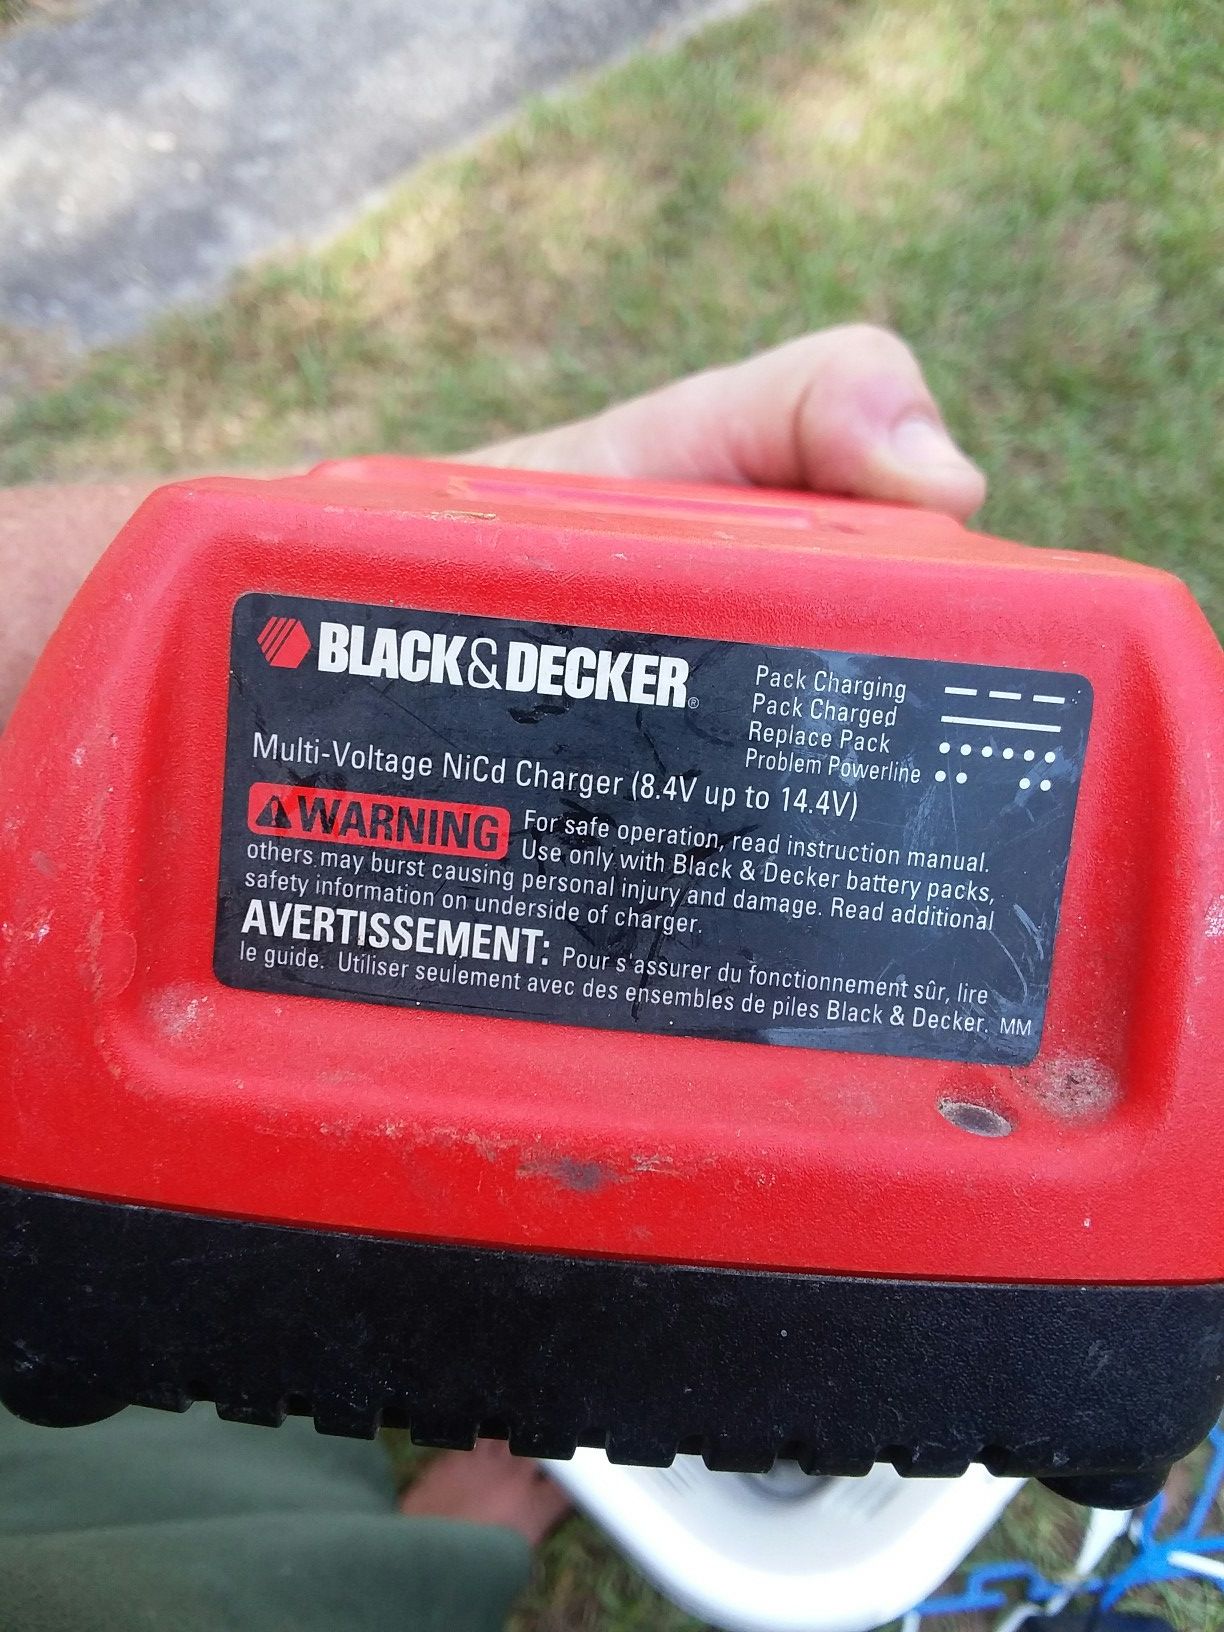 BLACK&DECKER®
Pack Charging
Pack Charged
Replace Pack
Problem Powerline
Multi-Voltage NiCd Charger (8.4V up to 14.4V)
WARNING For safe operation, read instruction manual.
Use only with Black & Decker battery packs,
others may burst causing personal injury and damage. Read additional
safety information on underside of charger.
AVERTISSEMENT: Pour s'assurer du fonctionnement sûr, lire
le guide. Utiliser seulement avec des ensembles de piles Black & Decker. MM